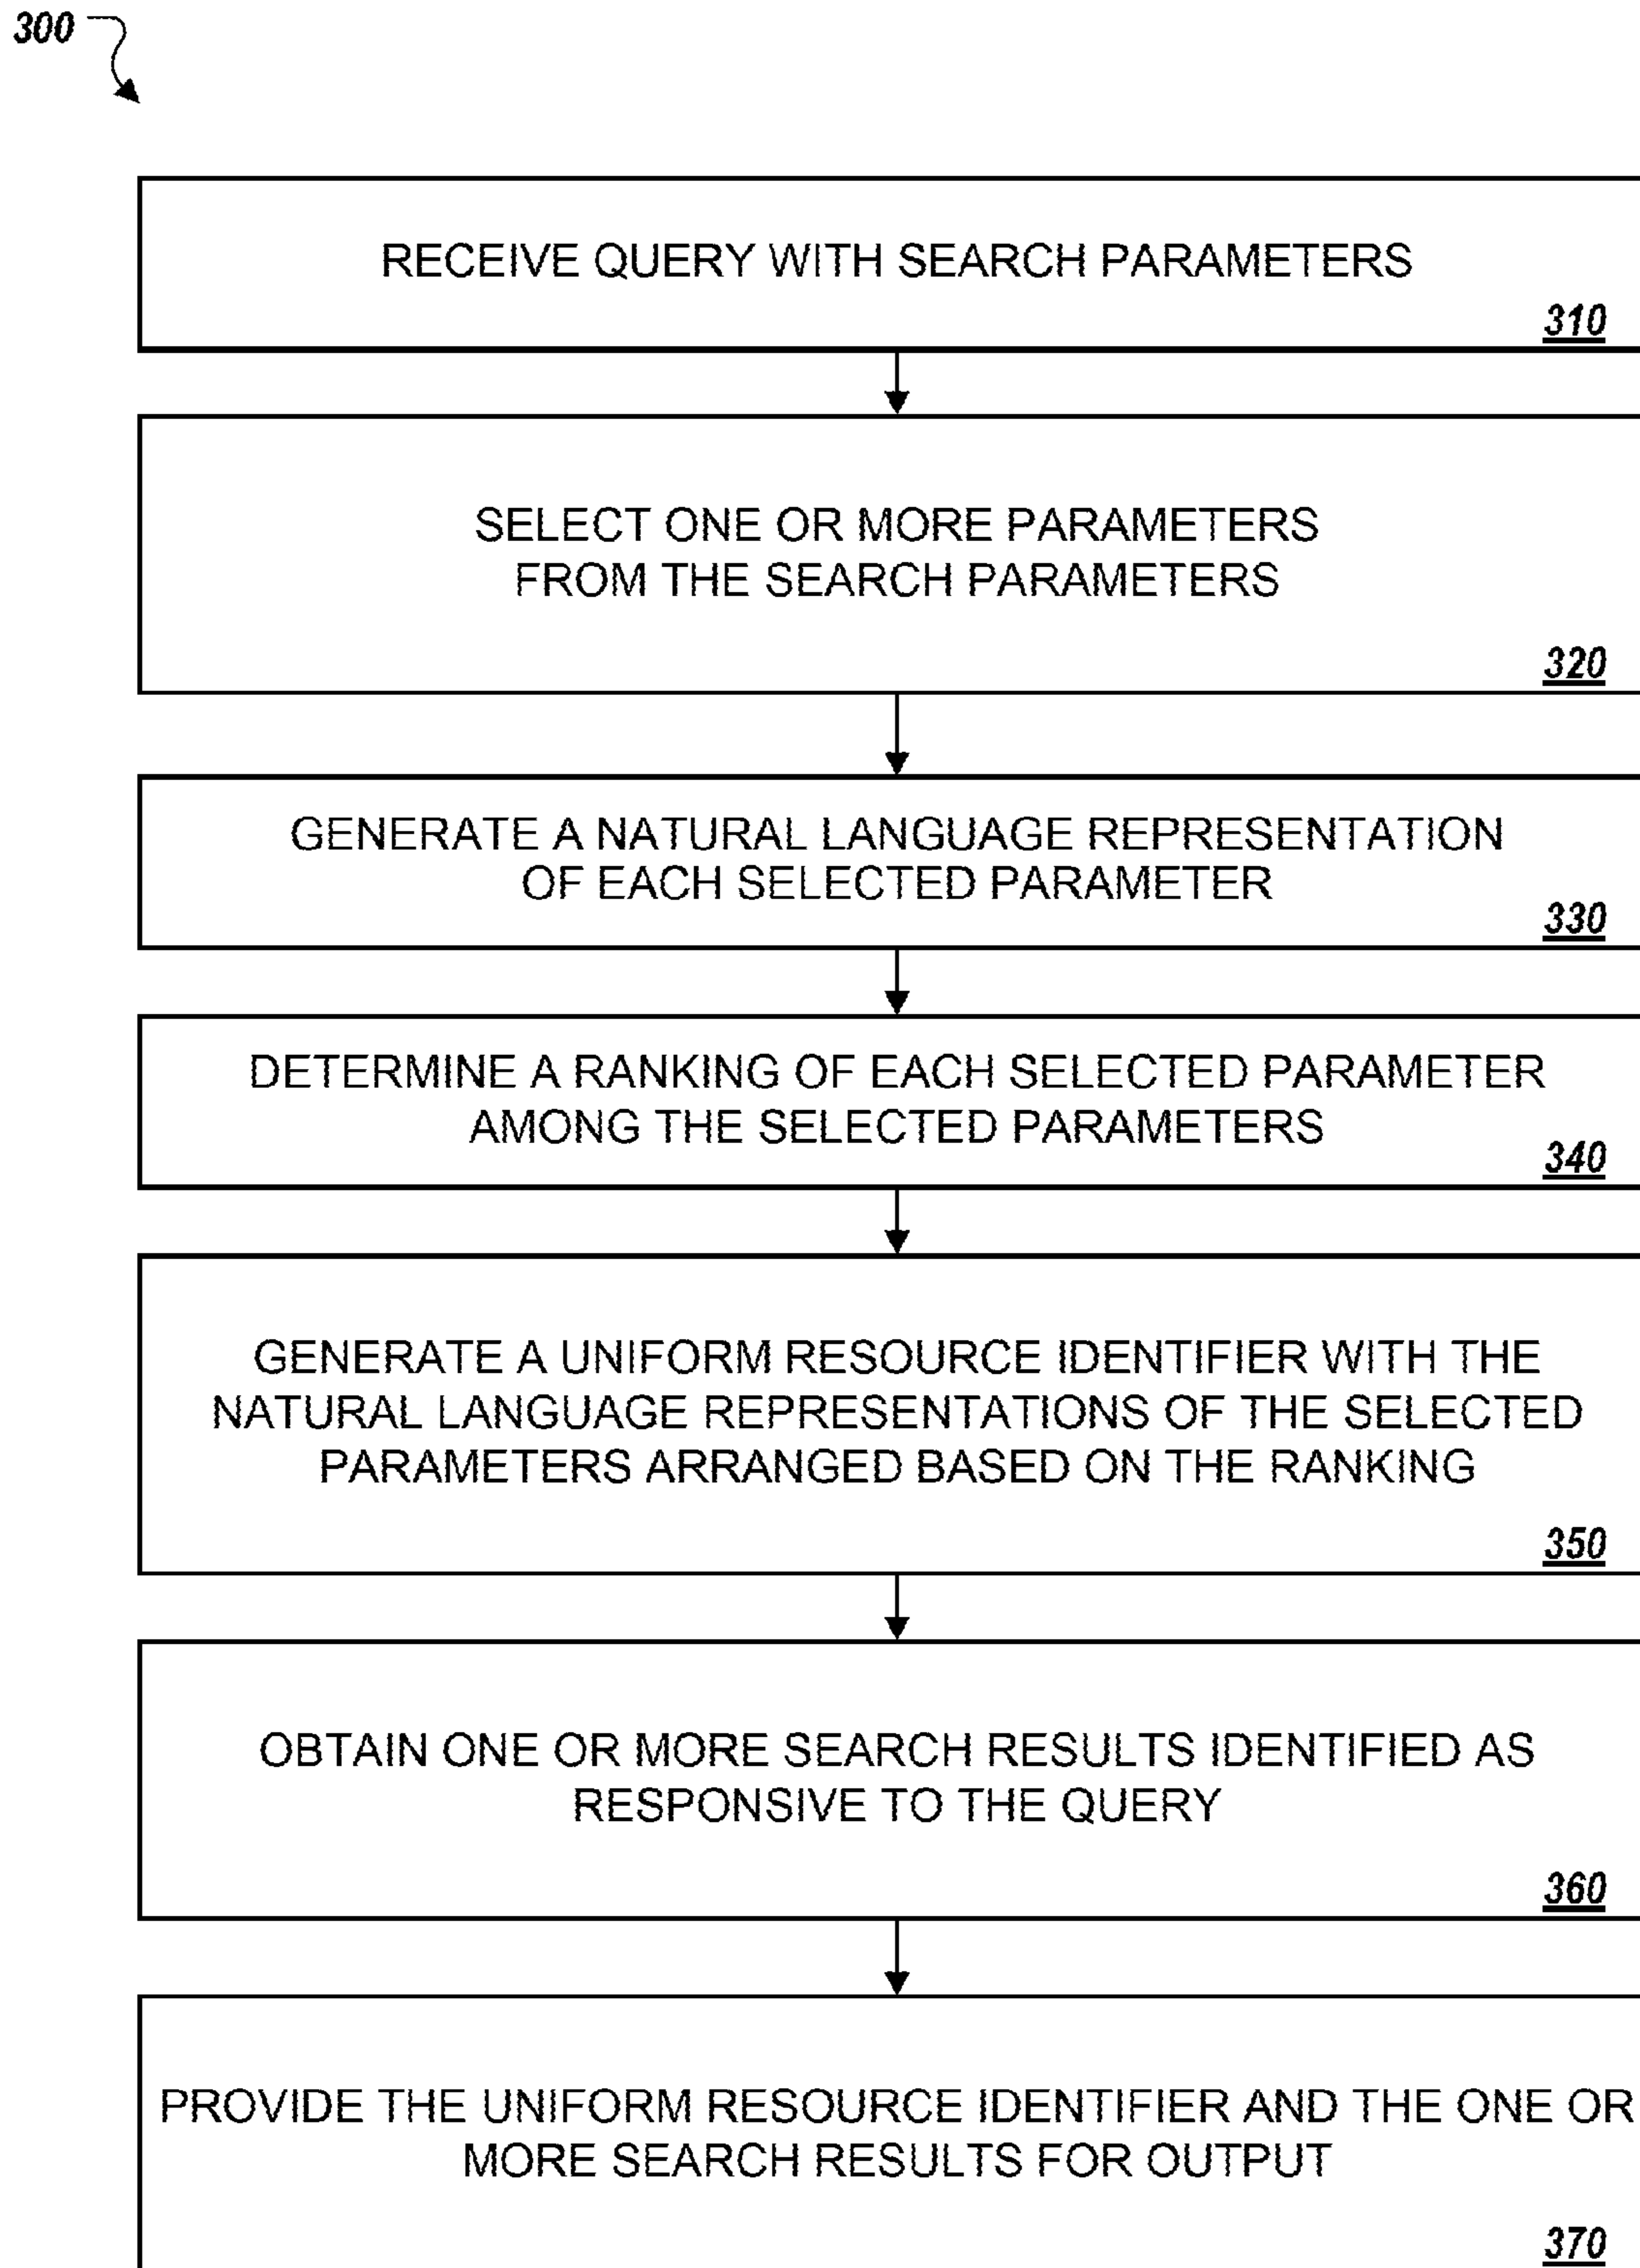 300
RECEIVE QUERY WITH SEARCH PARAMETERS
310
SELECT ONE OR MORE PARAMETERS
FROM THE SEARCH PARAMETERS
320
GENERATE A NATURAL LANGUAGE REPRESENTATION
OF EACH SELECTED PARAMETER
330
DETERMINE A RANKING OF EACH SELECTED PARAMETER
AMONG THE SELECTED PARAMETERS
340
GENERATE A UNIFORM RESOURCE IDENTIFIER WITH THE
NATURAL LANGUAGE REPRESENTATIONS OF THE SELECTED
PARAMETERS ARRANGED BASED ON THE RANKING
350
OBTAIN ONE OR MORE SEARCH RESULTS IDENTIFIED AS
RESPONSIVE TO THE QUERY
360
PROVIDE THE UNIFORM RESOURCE IDENTIFIER AND THE ONE OR
MORE SEARCH RESULTS FOR OUTPUT
370